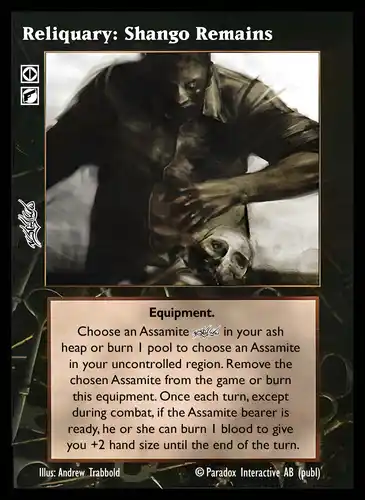 Reliquary: Shango Remains
Equipment.
Choose an Assamite in your ash
heap or burn 1 pool to choose an Assamite
in your uncontrolled region. Remove the
chosen Assamite from the game or burn
this equipment. Once each turn, except
during combat, if the Assamite bearer is
ready, he or she can burn 1 blood to give
you +2 hand size until the end of the turn.
Illus: Andrew Trabbold © Paradox Interactive AB (publ)